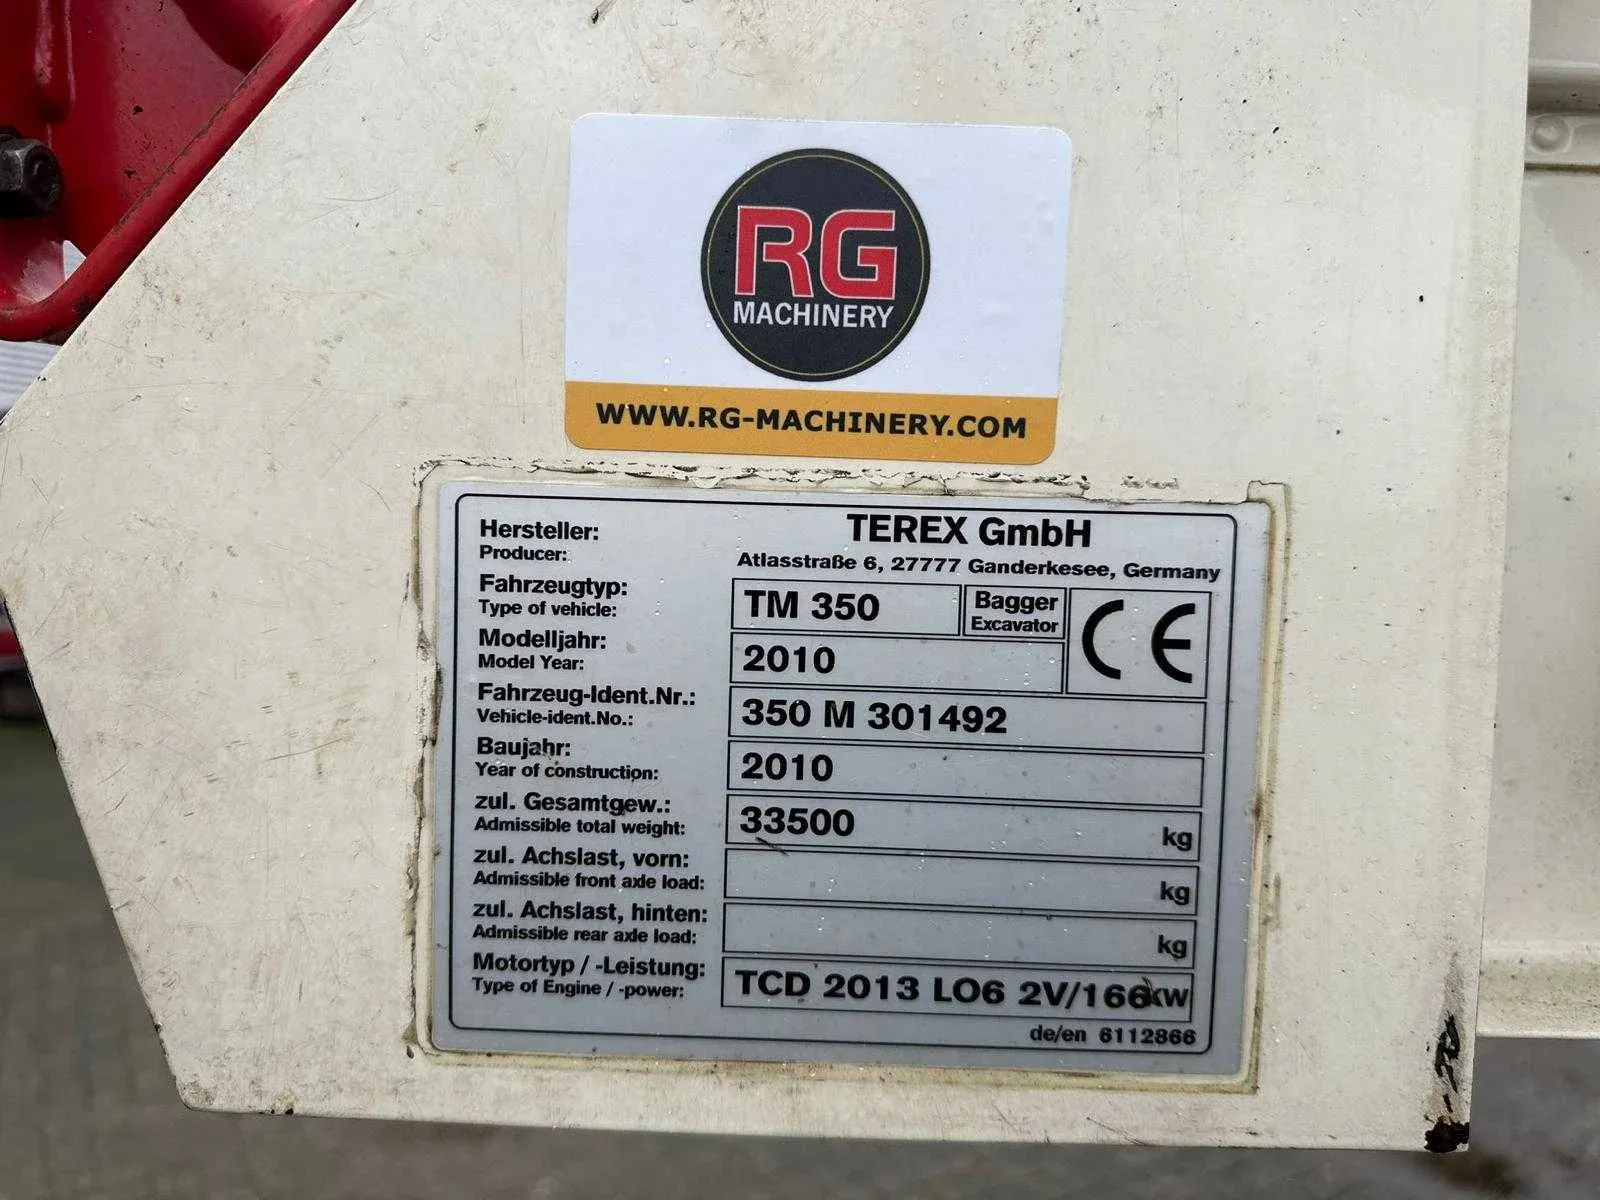 RG
MACHINERY
WWW.RG-MACHINERY.COM
Hersteller: TEREX GmbH
Producer: Atlasstraße 6, 27777 Ganderkesee, Germany
Fahrzeugtyp: TM 350 Bagger CE
Type of vehicle: Excavator
Modelljahr: 2010
Model Year:
Fahrzeug-Ident.Nr.: 350 M 301492
Vehicle-ident.No.:
Baujahr: 2010
Year of construction:
zul. Gesamtgew.: 33500 kg
Admissible total weight:
zul. Achslast, vorn: kg
Admissible front axle load:
zul. Achslast, hinten: kg
Admissible rear axle load:
Motortyp / -Leistung: TCD 2013 LO6 2V/166 KW
Type of Engine / -power:
de/en 6112866